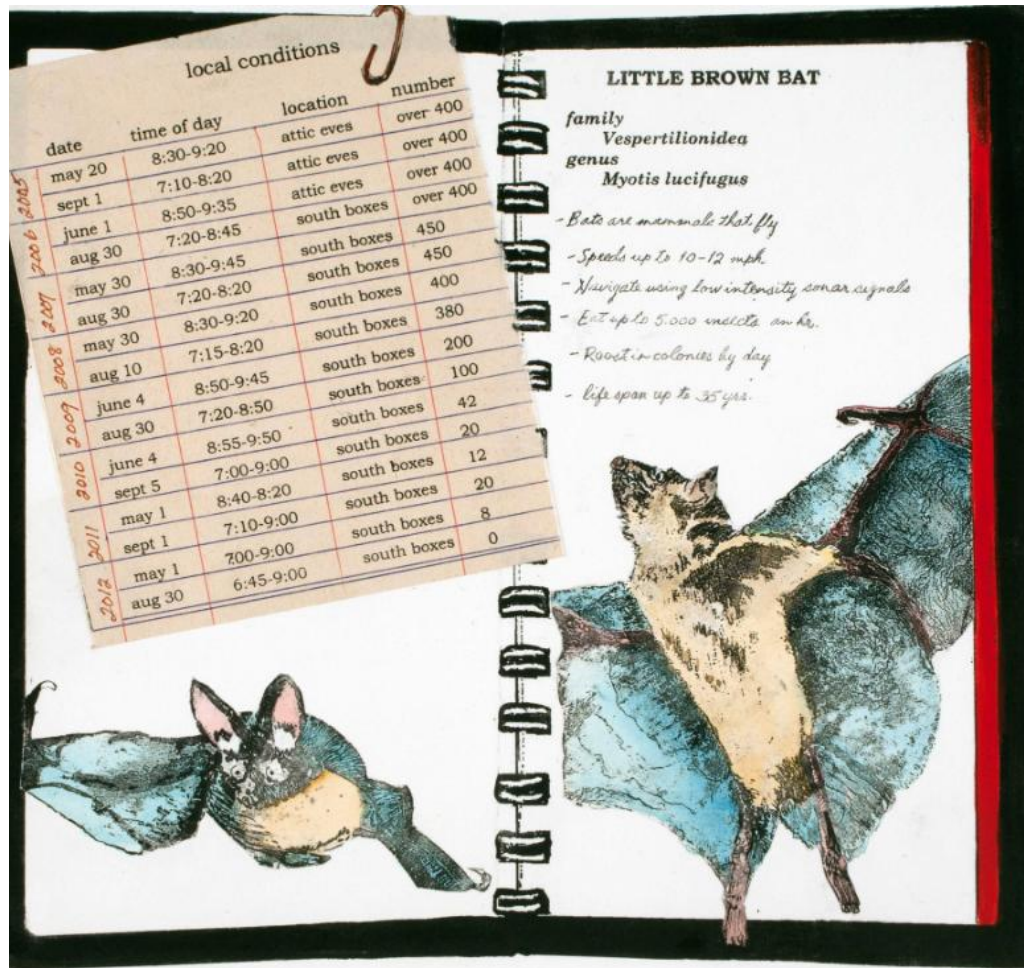 local conditions
date time of day location number
2005 may 20 8:30-9:20 attic eves over 400
sept 1 7:10-8:20 attic eves over 400
2006 june 1 8:50-9:35 attic eves over 400
aug 30 7:20-8:45 south boxes over 400
2007 may 30 8:30-9:45 south boxes 450
aug 30 7:20-8:20 south boxes 450
2008 may 30 8:30-9:20 south boxes 400
aug 10 7:15-8:20 south boxes 380
2009 june 4 8:50-9:45 south boxes 200
aug 30 7:20-8:50 south boxes 100
2010 june 4 8:55-9:50 south boxes 42
sept 5 7:00-9:00 south boxes 20
2011 may 1 8:40-8:20 south boxes 12
sept 1 7:10-9:00 south boxes 20
2012 may 1 700-9:00 south boxes 8
aug 30 6:45-9:00 south boxes 0
LITTLE BROWN BAT
family
Vespertilionidea
genus
Myotis lucifugus
- Bats are mammals that fly
- Speeds up to 10-12 mph.
- Navigate using low intensity sonar signals
- Eat up to 5.000 insects an hr.
- Roost in colonies by day
- life span up to 35 yrs.